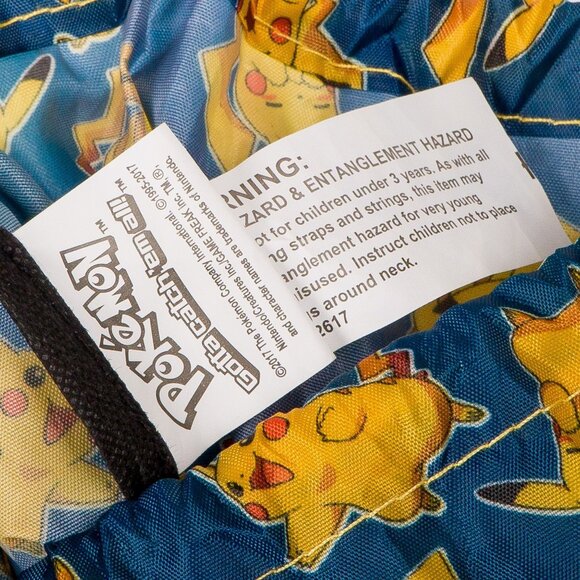 POKéMON™
Gotta catch 'em all!™
©2017 The Pokémon Company International ©1995-2017
Nintendo/Creatures Inc./GAME FREAK Inc. TM, ®,
and character names are trademarks of Nintendo.
RNING:
ZARD & ENTANGLEMENT HAZARD
ot for children under 3 years. As with all
ng straps and strings, this item may
anglement hazard for very young
isused. Instruct children not to place
s around neck.
2617